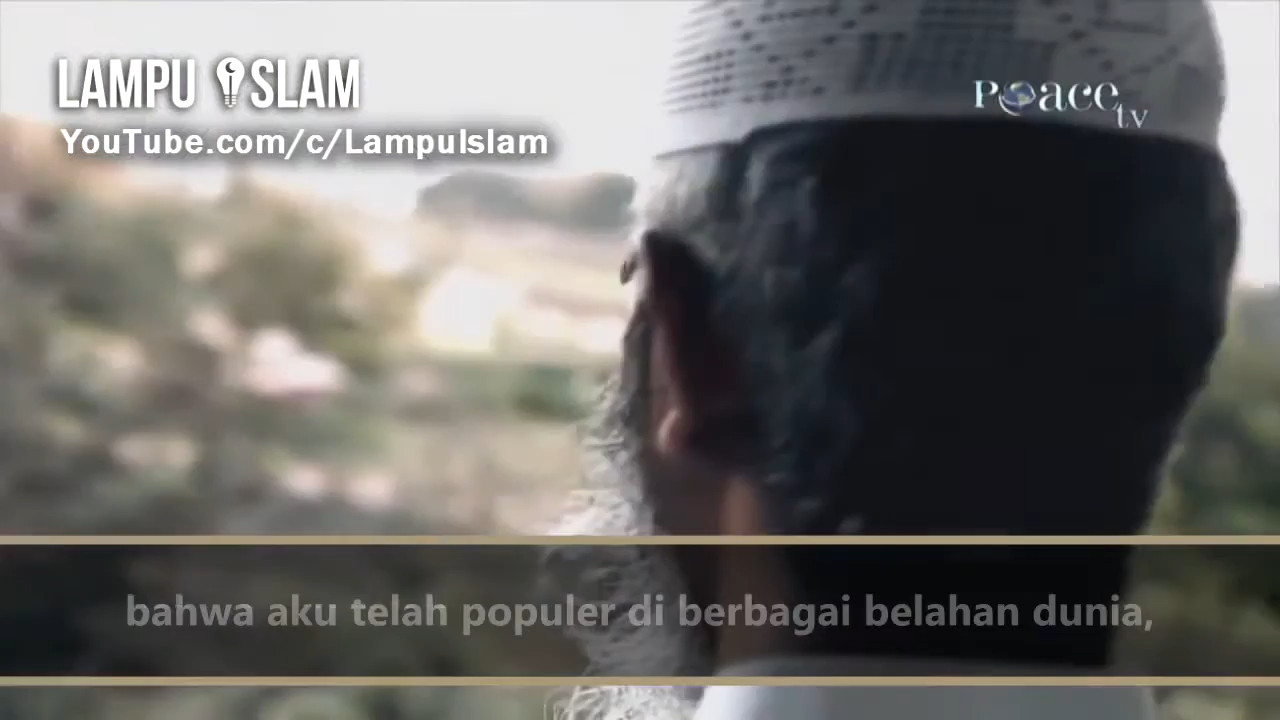 LAMPU ISLAM
YouTube.com/c/LampuIslam
Peace tv
bahwa aku telah populer di berbagai belahan dunia,